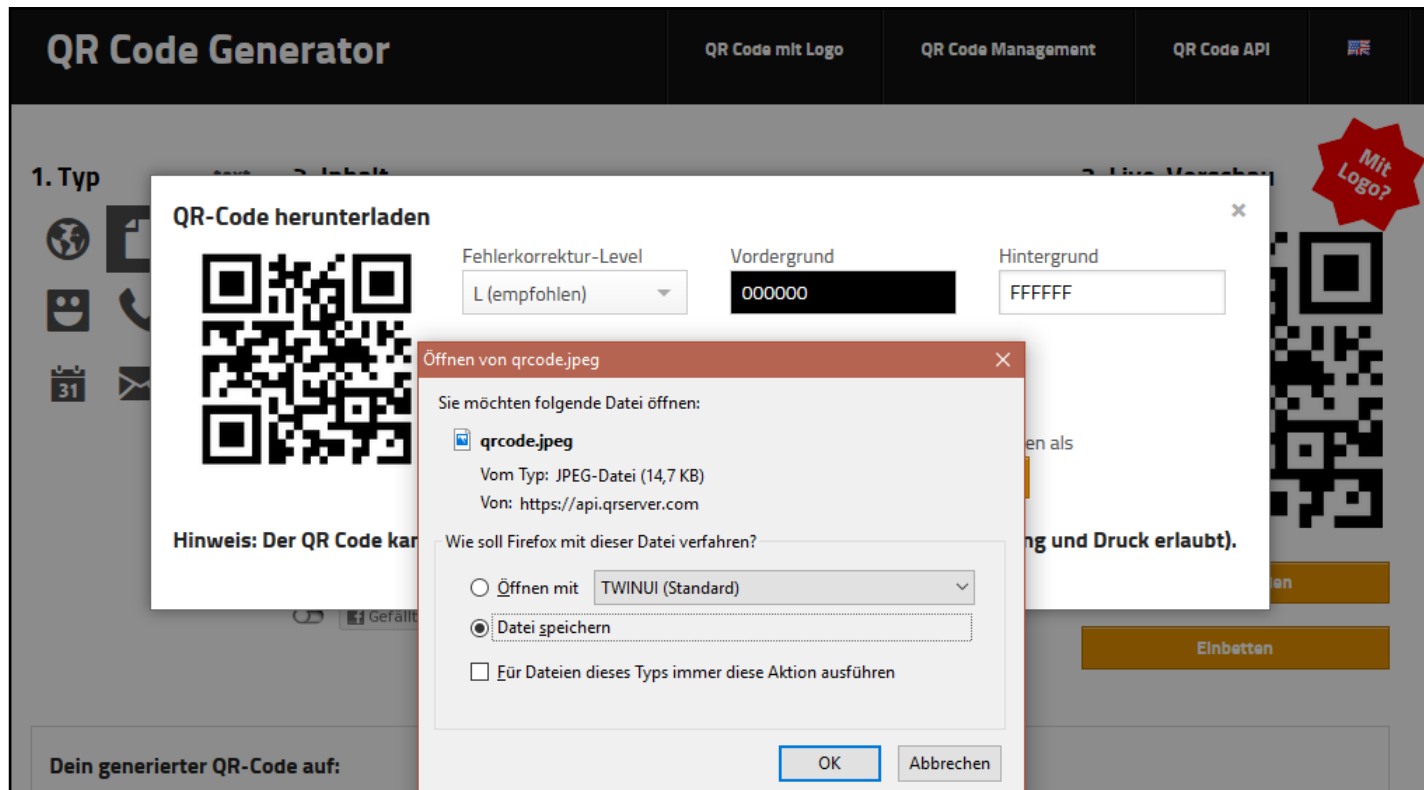 QR Code Generator
QR Code mit Logo
QR Code Management
QR Code API
Mit
Logo?
1. Typ
QR-Code herunterladen
×
Fehlerkorrektur-Level
Vordergrund
Hintergrund
L (empfohlen)
000000
FFFFFF
31
Öffnen von qrcode.jpeg
Sie möchten folgende Datei öffnen:
qrcode.jpeg
Vom Typ: JPEG-Datei (14,7 KB)
Von: https://api.qrserver.com
en als
Hinweis: Der QR Code kan
ng und Druck erlaubt).
Wie soll Firefox mit dieser Datei verfahren?
Öffnen mit
TWINUI (Standard)
en
Gefällt
Datei speichern
Einbetten
Für Dateien dieses Typs immer diese Aktion ausführen
Dein generierter QR-Code auf:
OK
Abbrechen